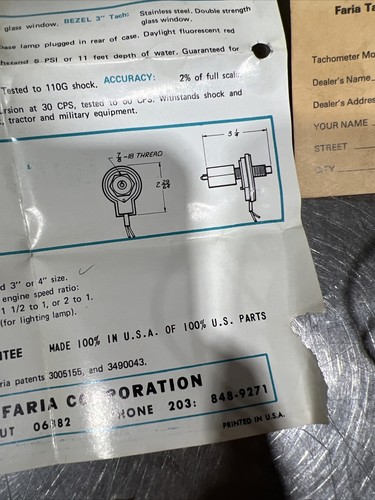 Stainless steel. Double strength
glass window. BEZEL 3" Tach: glass window.
ase lamp plugged in rear of case. Daylight fluorescent red
6 PSI or 11 feet depth of water. Guaranteed for
Tested to 110G shock. ACCURACY: 2% of full scale
rsion at 30 CPS, tested to 60 CPS. Withstands shock and
, tractor and military equipment.
7/8 -18 THREAD
d 3" or 4" size.
engine speed ratio:
1 1/2 to 1, or 2 to 1.
(for lighting lamp).
TEE MADE 100% IN U.S.A. OF 100% U.S. PARTS
ria patents 3005155, and 3490043.
FARIA CORPORATION
UT 06382 PHONE 203: 848-9271
PRINTED IN U.S.A.
Faria Ta
Tachometer Mo
Dealer's Name
Dealer's Addres
YOUR NAME
STREET
CITY